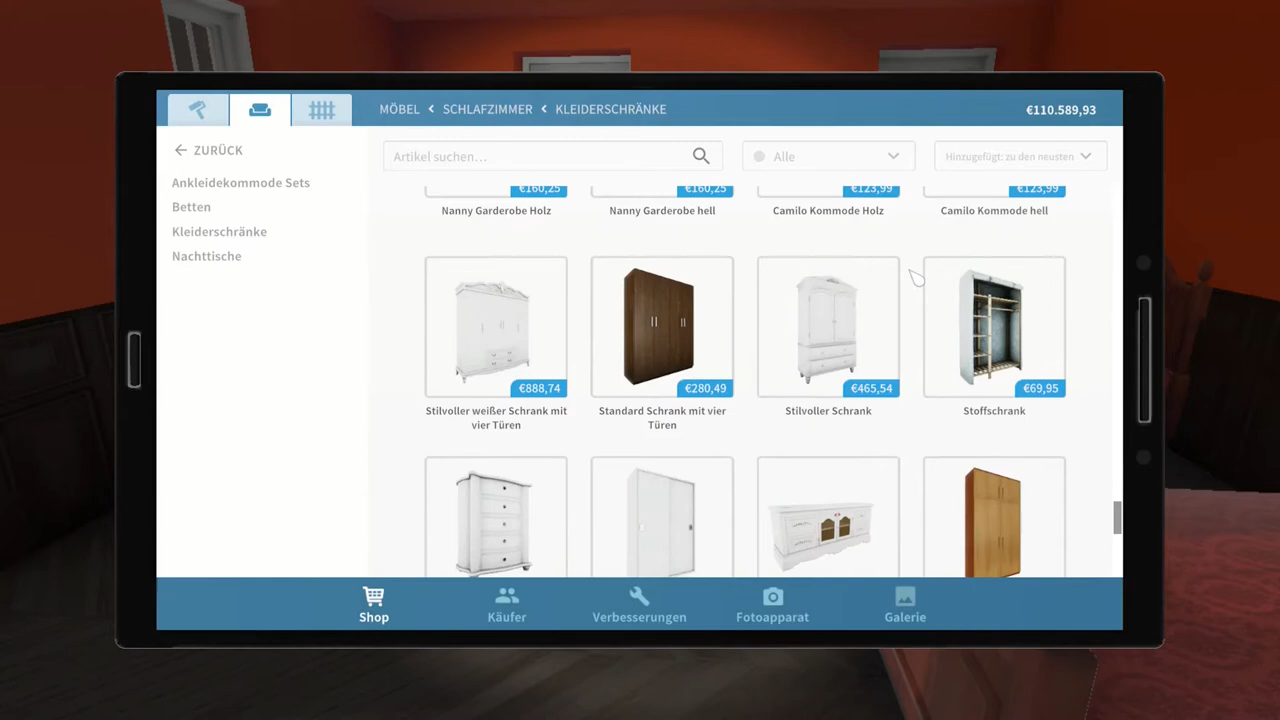 MÖBEL < SCHLAFZIMMER < KLEIDERSCHRÄNKE
€110.589,93
ZURÜCK
Artikel suchen...
Alle
Hinzugefügt: zu den neusten
Ankleidekommode Sets
Betten
Kleiderschränke
Nachttische
€160,25
€160,25
€123,99
€123,99
Nanny Garderobe Holz
Nanny Garderobe hell
Camilo Kommode Holz
Camilo Kommode hell
€888,74
€280,49
€465,54
€69,95
Stilvoller weißer Schrank mit
vier Türen
Standard Schrank mit vier
Türen
Stilvoller Schrank
Stoffschrank
Shop
Käufer
Verbesserungen
Fotoapparat
Galerie